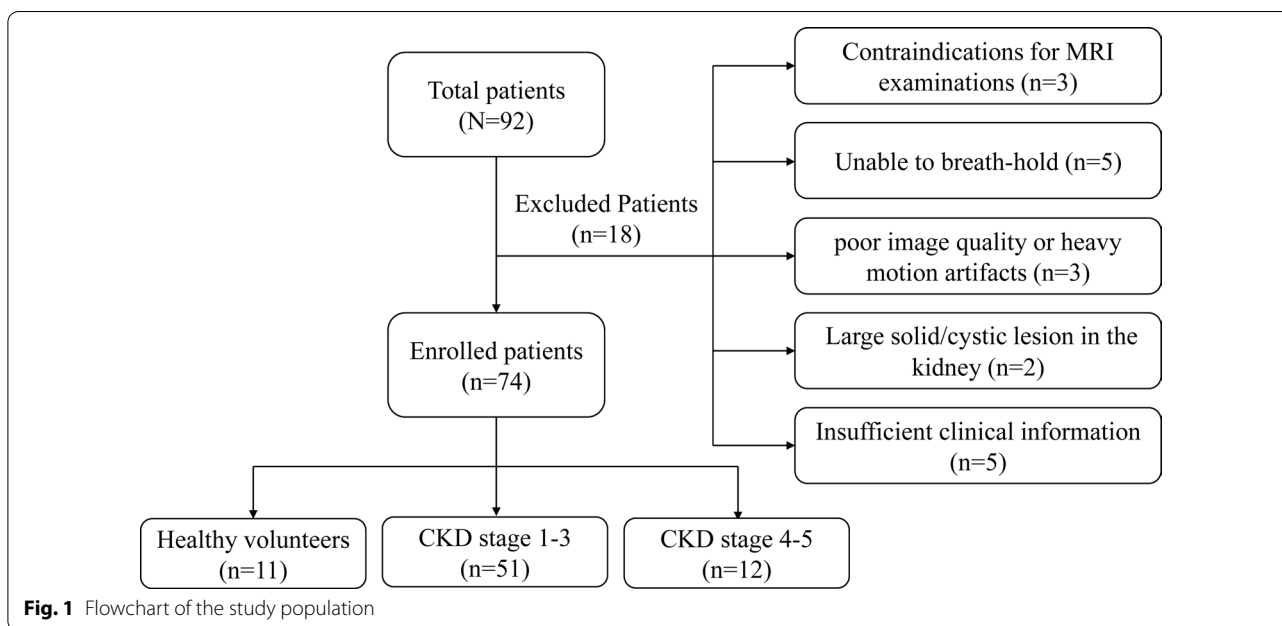 Total patients
(N=92)
Excluded Patients
(n=18)
Contraindications for MRI
examinations (n=3)
Unable to breath-hold (n=5)
poor image quality or heavy
motion artifacts (n=3)
Large solid/cystic lesion in the
kidney (n=2)
Insufficient clinical information
(n=5)
Enrolled patients
(n=74)
Healthy volunteers
(n=11)
CKD stage 1-3
(n=51)
CKD stage 4-5
(n=12)
Fig. 1 Flowchart of the study population